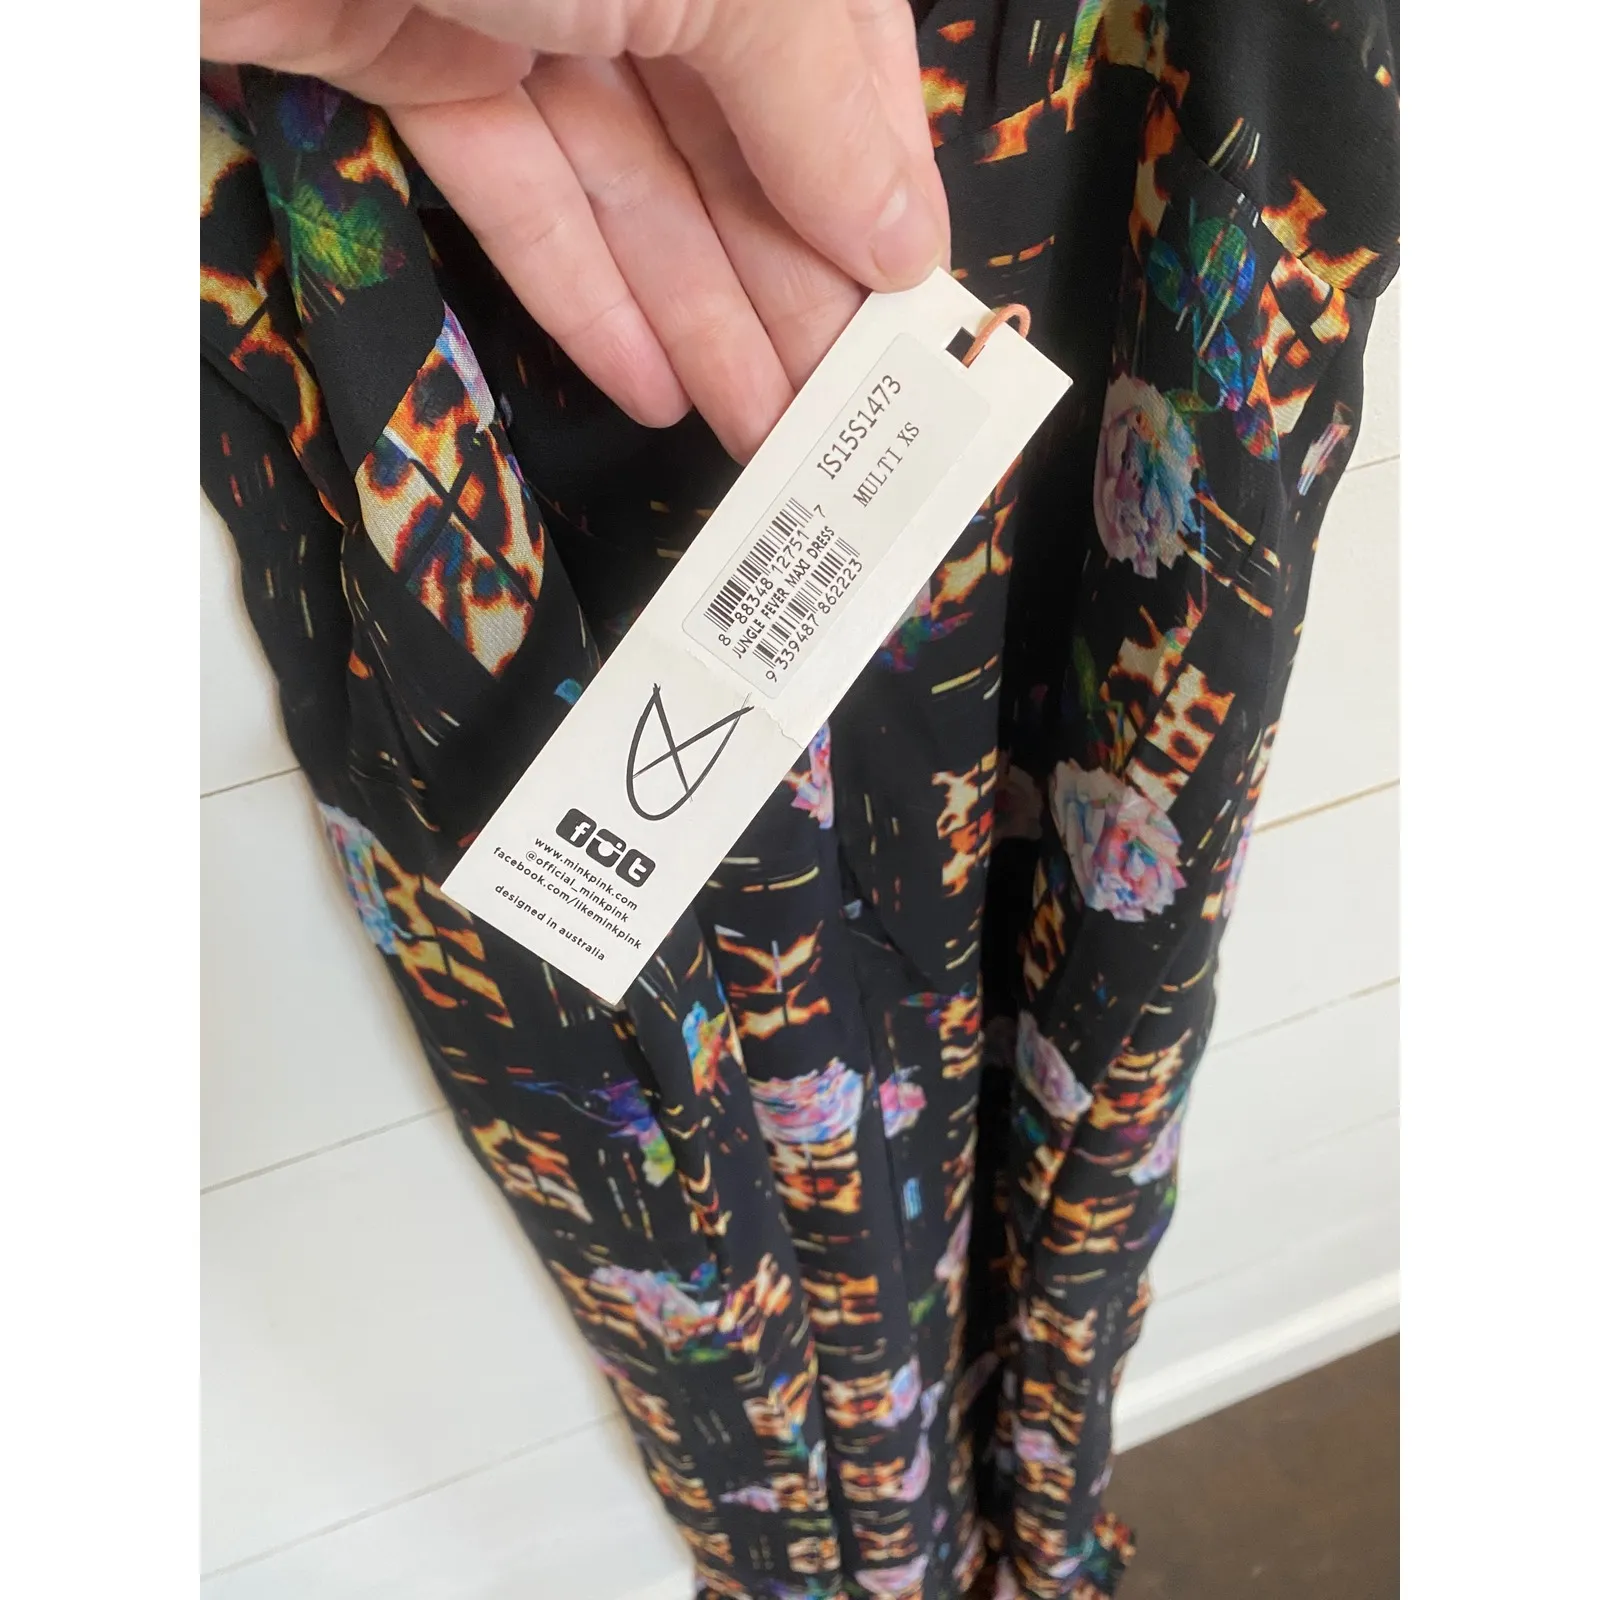 IS15S1473
MULTI XS
8 88348 12751 7
JUNGLE FEVER MAXI DRESS
9 339487 862223
www.minkpink.com
@official_minkpink
facebook.com/likeminkpink
designed in australia